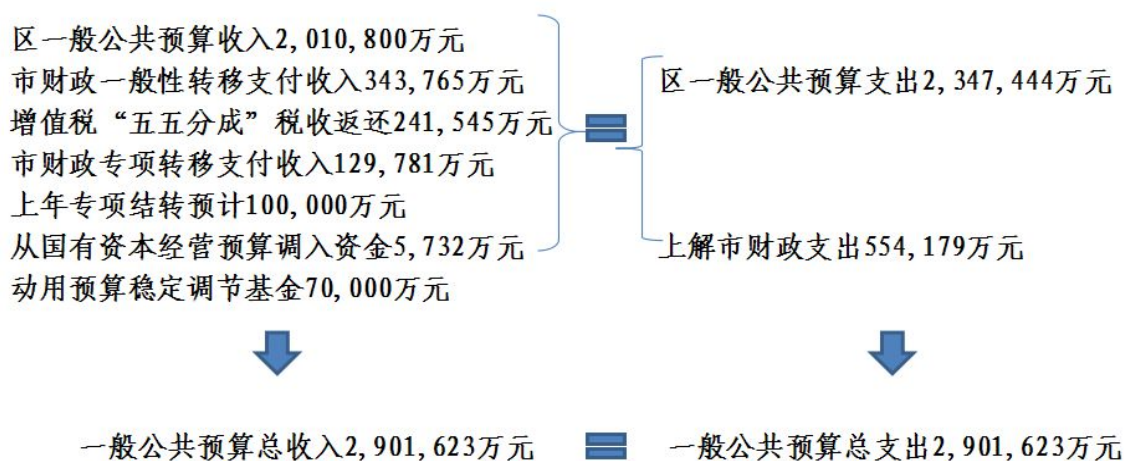 区一般公共预算收入2,010,800万元
市财政一般性转移支付收入343,765万元
增值税“五五分成”税收返还241,545万元
市财政专项转移支付收入129,781万元
上年专项结转预计100,000万元
从国有资本经营预算调入资金5,732万元
动用预算稳定调节基金70,000万元
区一般公共预算支出2,347,444万元
上解市财政支出554,179万元
一般公共预算总收入2,901,623万元
一般公共预算总支出2,901,623万元